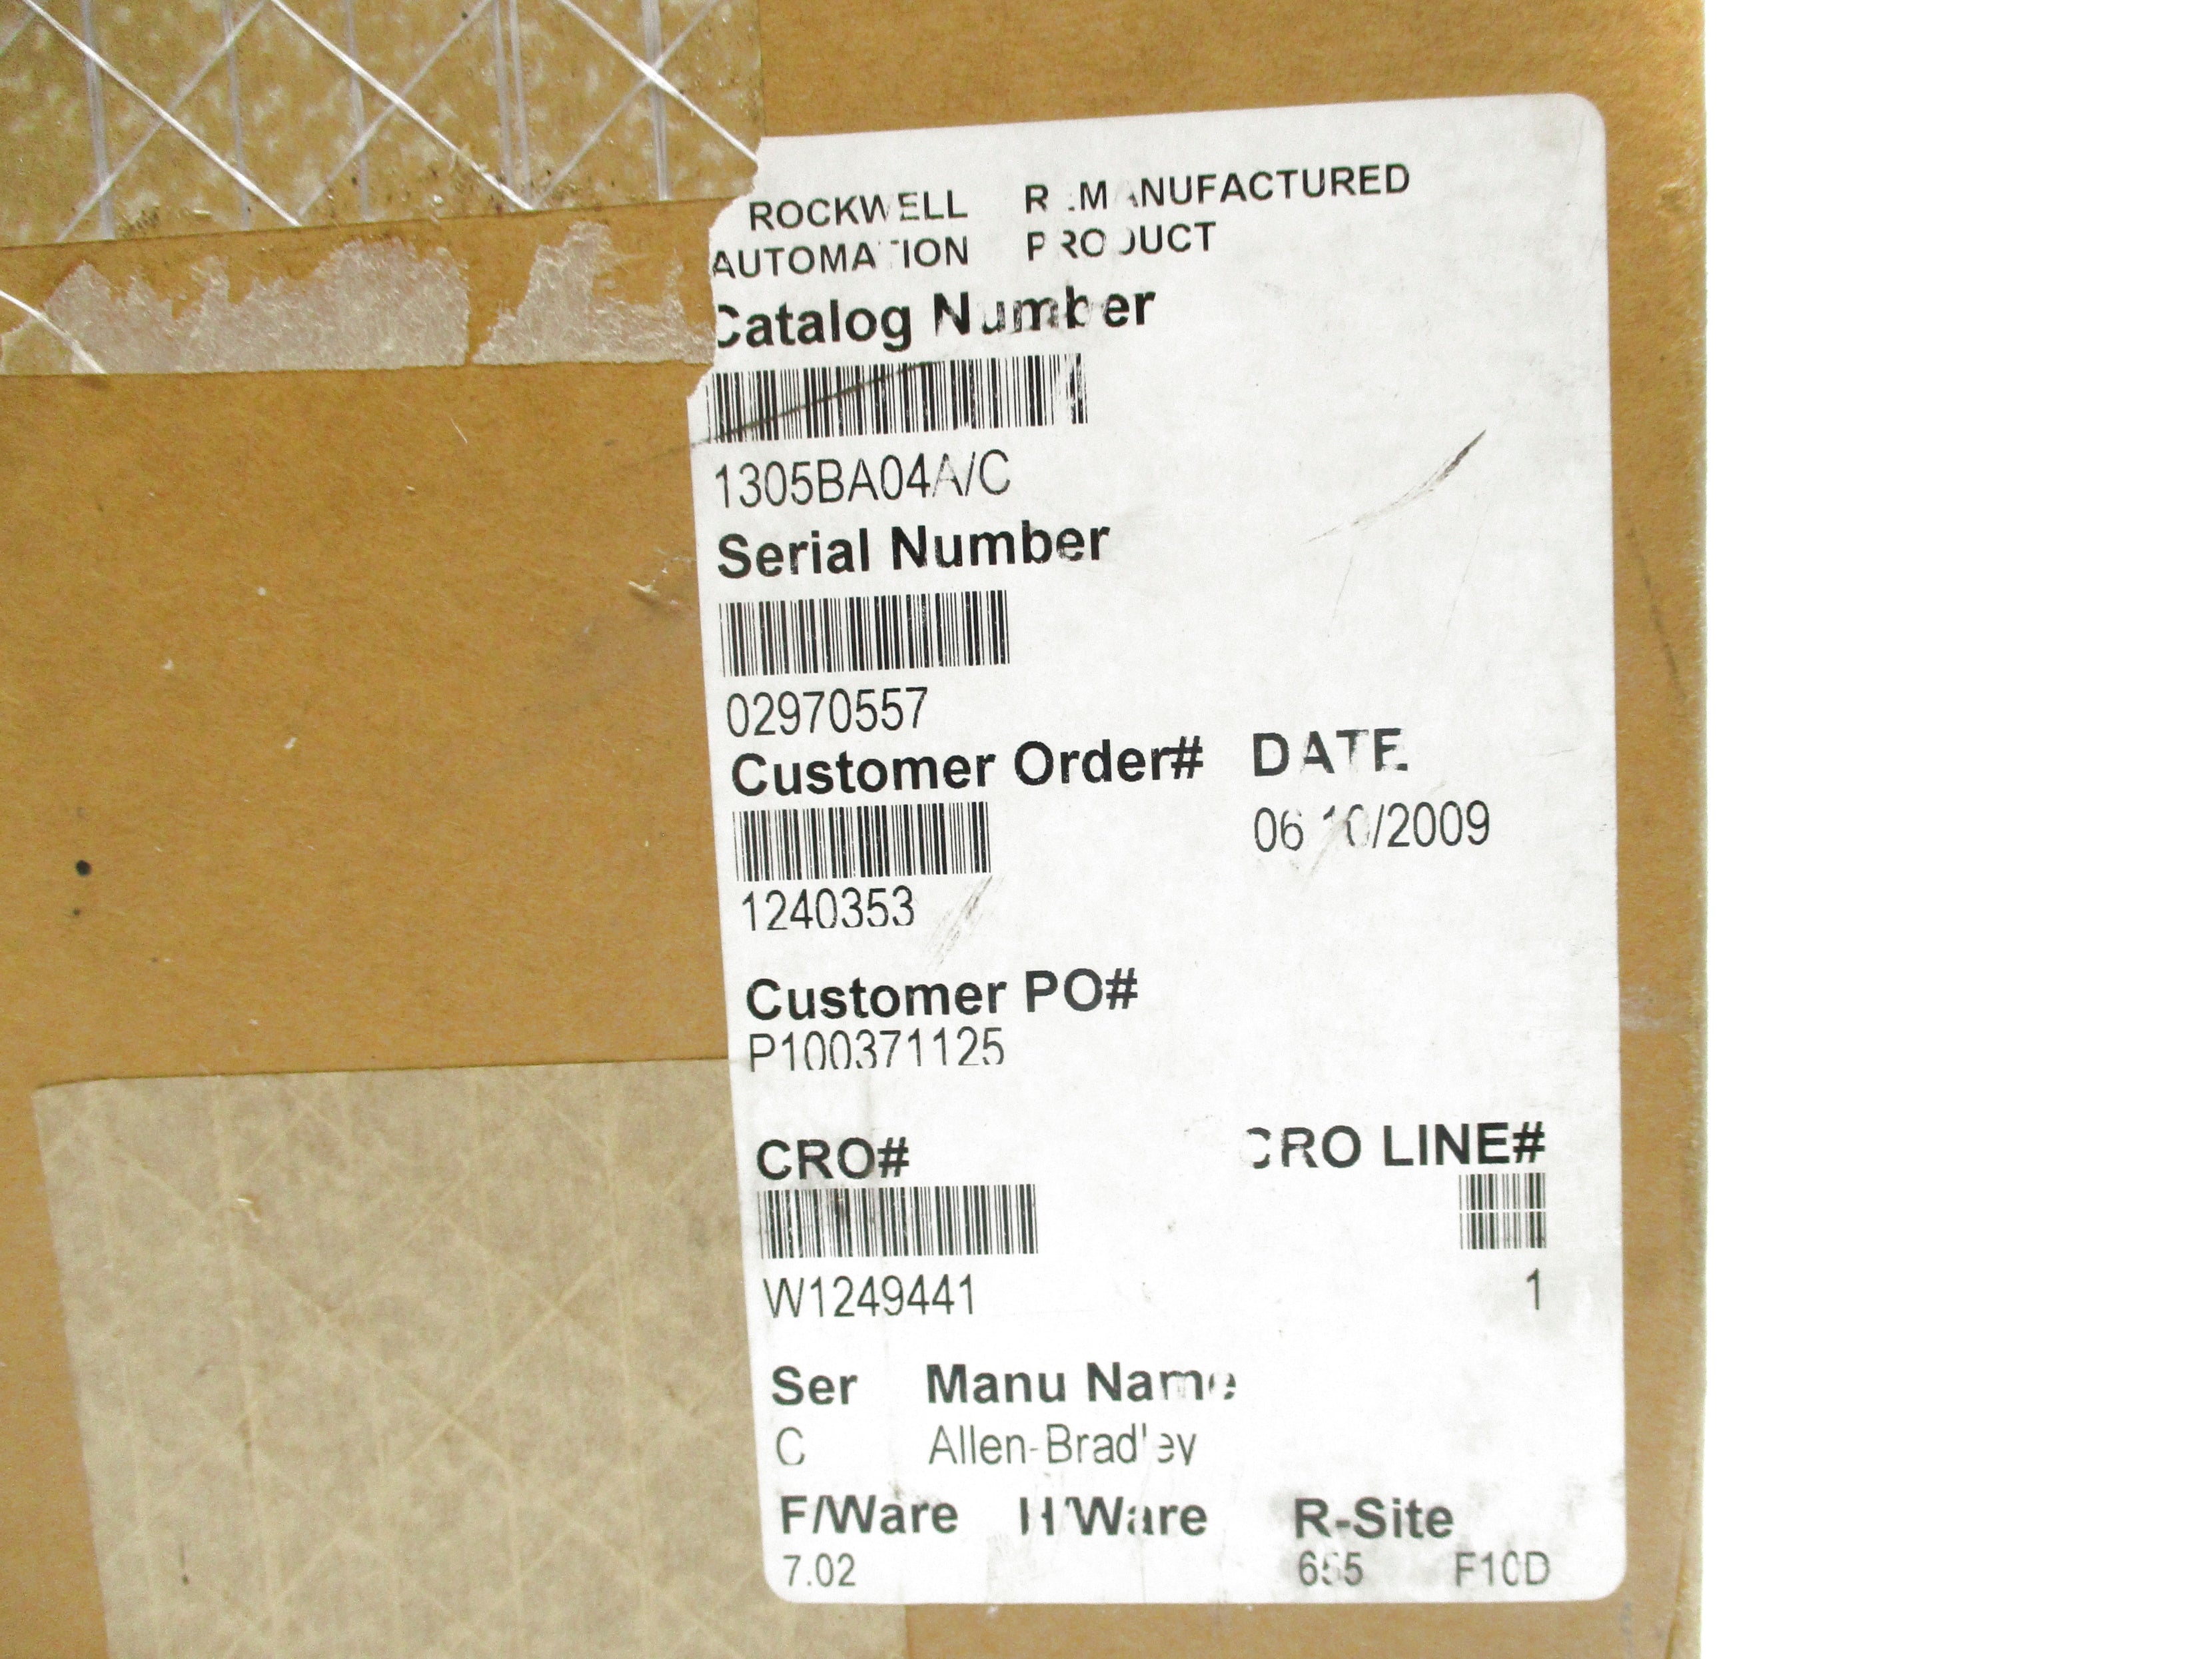 ROCKWELL REMANUFACTURED
AUTOMATION PRODUCT
Catalog Number
1305BA04A/C
Serial Number
02970557
Customer Order# DATE
06/10/2009
1240353
Customer PO#
P100371125
CRO# CRO LINE#
W1249441 1
Ser Manu Name
C Allen-Bradley
F/Ware H/Ware R-Site
7.02 F10D